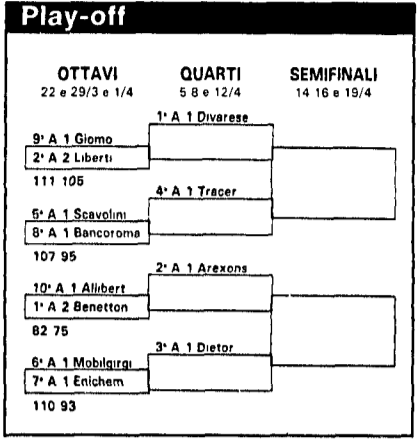 Play-off
OTTAVI QUARTI SEMIFINALI
22 e 29/3 e 1/4 5 8 e 12/4 14 16 e 19/4
1ª A 1 Divarese
9ª A 1 Giomo
2ª A 2 Liberti
111 105
4ª A 1 Tracer
5ª A 1 Scavolini
8ª A 1 Bancoroma
107 95
2ª A 1 Arexons
10ª A 1 Allibert
1ª A 2 Benetton
82 75
3ª A 1 Dietor
6ª A 1 Mobilgirgi
7ª A 1 Enichem
110 93